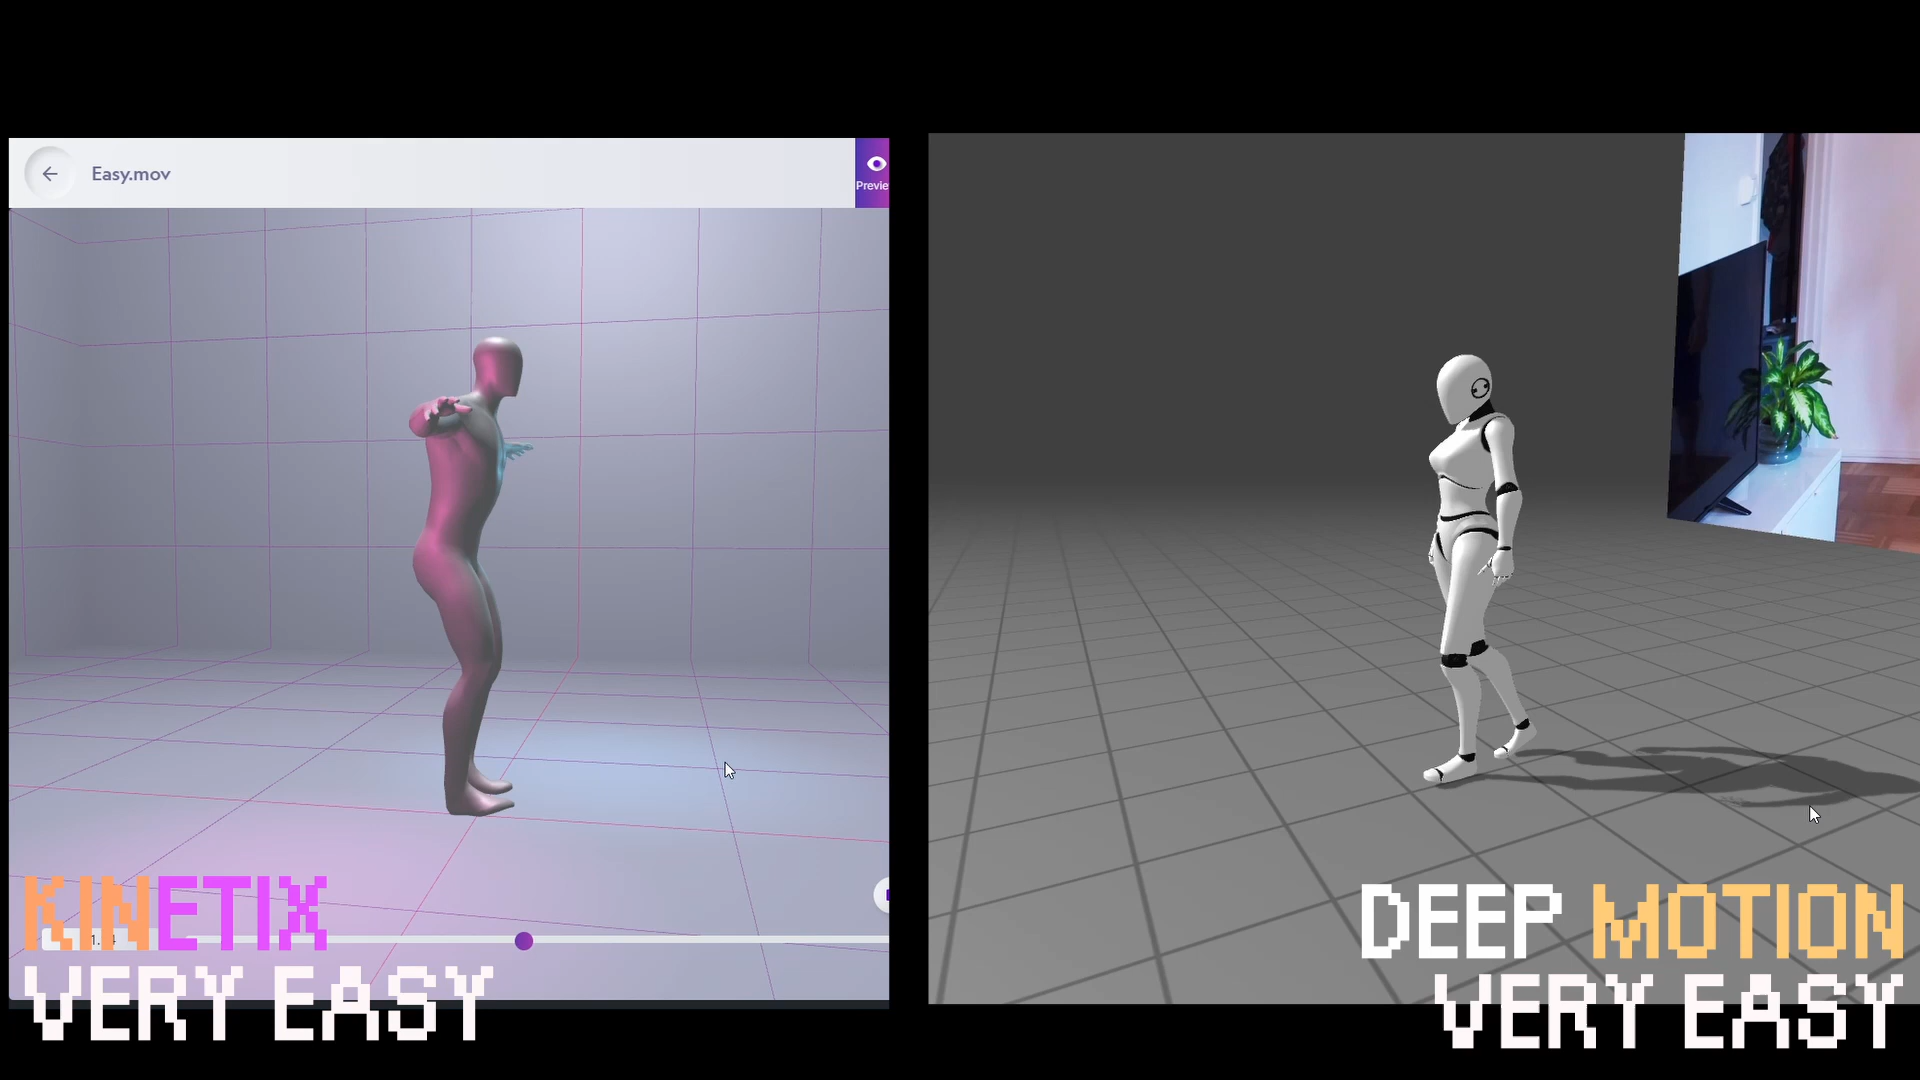 Easy.mov
Previe
KINETIX
VERY EASY
DEEP MOTION
VERY EASY